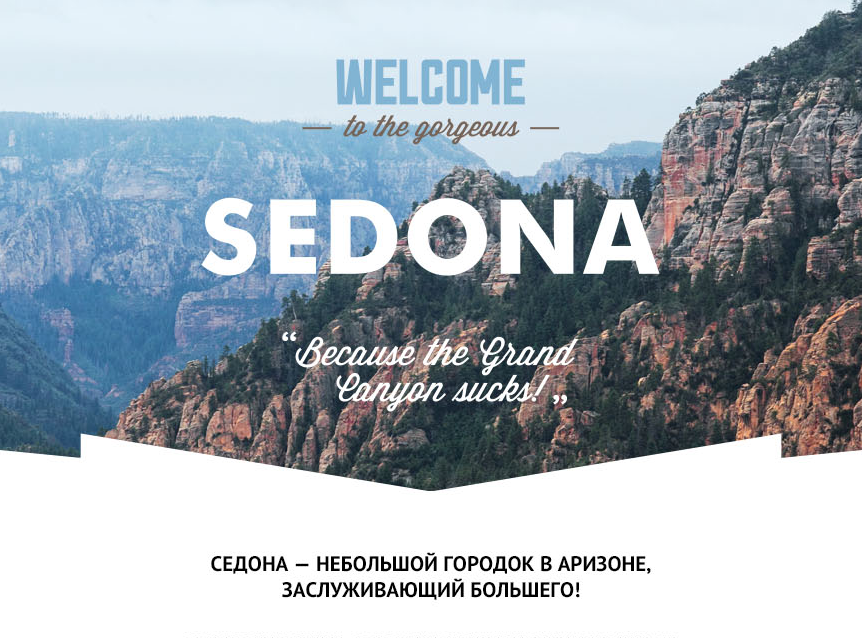 WELCOME
— to the gorgeous —
SEDONA
“Because the Grand
Canyon sucks!„
СЕДОНА — НЕБОЛЬШОЙ ГОРОДОК В АРИЗОНЕ,
ЗАСЛУЖИВАЮЩИЙ БОЛЬШЕГО!